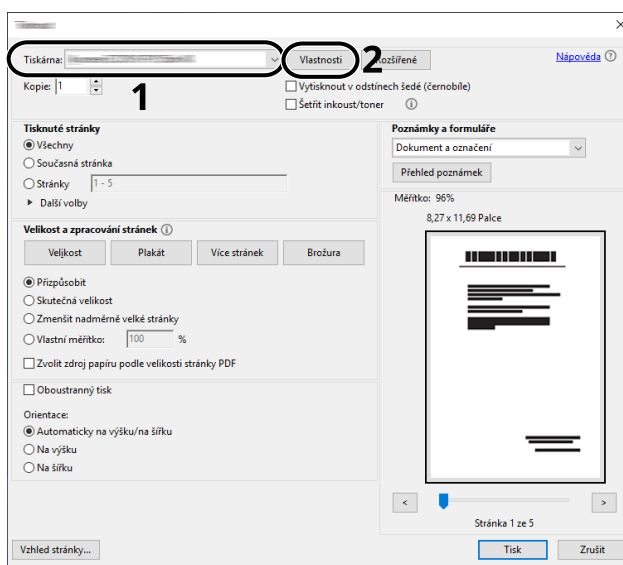 Tiskárna:
Vlastnosti
2
Rozšířené
Nápověda
Kopie: 1
1
Vytisknout v odstínech šedé (černobíle)
Šetřit inkoust/toner
Tisknuté stránky
Všechny
Současná stránka
Stránky 1 - 5
Další volby
Velikost a zpracování stránek
Velikost Plakát Více stránek Brožura
Přizpůsobit
Skutečná velikost
Zmenšit nadměrně velké stránky
Vlastní měřítko: 100 %
Zvolit zdroj papíru podle velikosti stránky PDF
Oboustranný tisk
Orientace:
Automaticky na výšku/na šířku
Na výšku
Na šířku
Poznámky a formuláře
Dokument a označení
Přehled poznámek
Měřítko: 96%
8,27 x 11,69 Palce
< >
Stránka 1 ze 5
Vzhled stránky...
Tisk
Zrušit